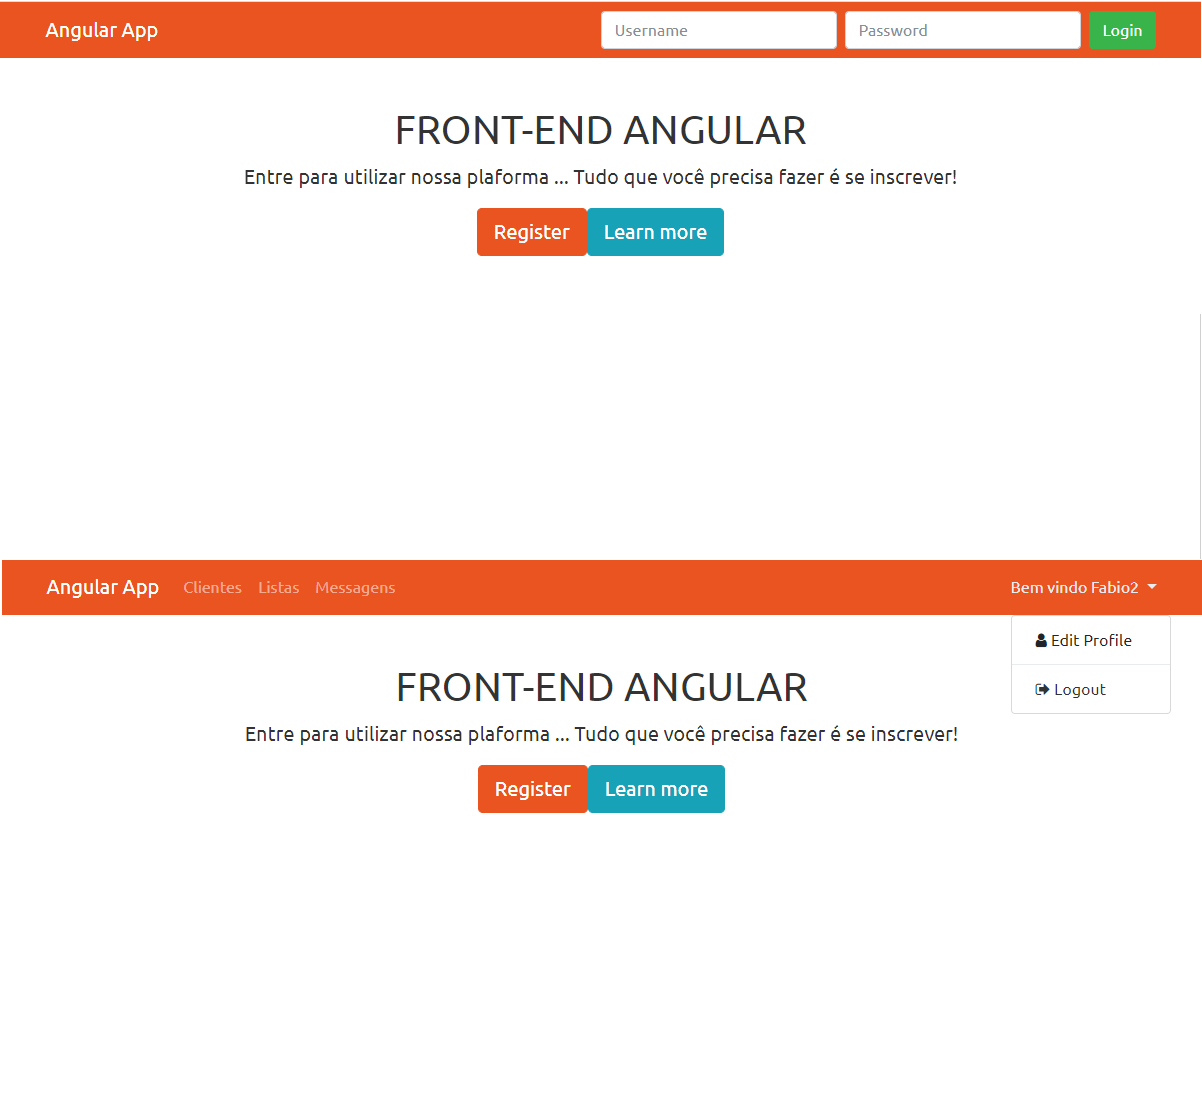 Angular App Username Password Login
FRONT-END ANGULAR
Entre para utilizar nossa plaforma ... Tudo que você precisa fazer é se inscrever!
Register Learn more
Angular App Clientes Listas Messagens Bem vindo Fabio2
Edit Profile
Logout
FRONT-END ANGULAR
Entre para utilizar nossa plaforma ... Tudo que você precisa fazer é se inscrever!
Register Learn more